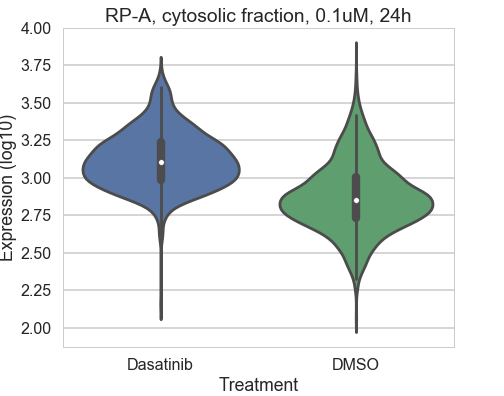 RP-A, cytosolic fraction, 0.1uM, 24h
4.00
3.75
3.50
3.25
3.00
2.75
2.50
2.25
2.00
Expression (log10)
Dasatinib
DMSO
Treatment